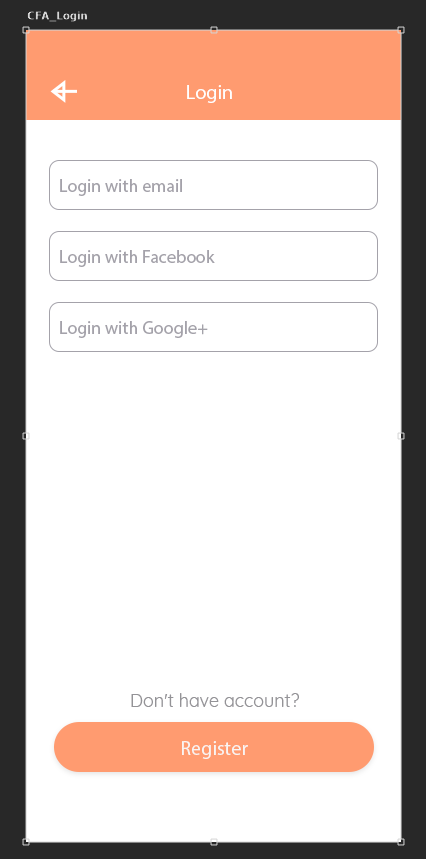 CFA_Login
Login
Login with email
Login with Facebook
Login with Google+
Don't have account?
Register